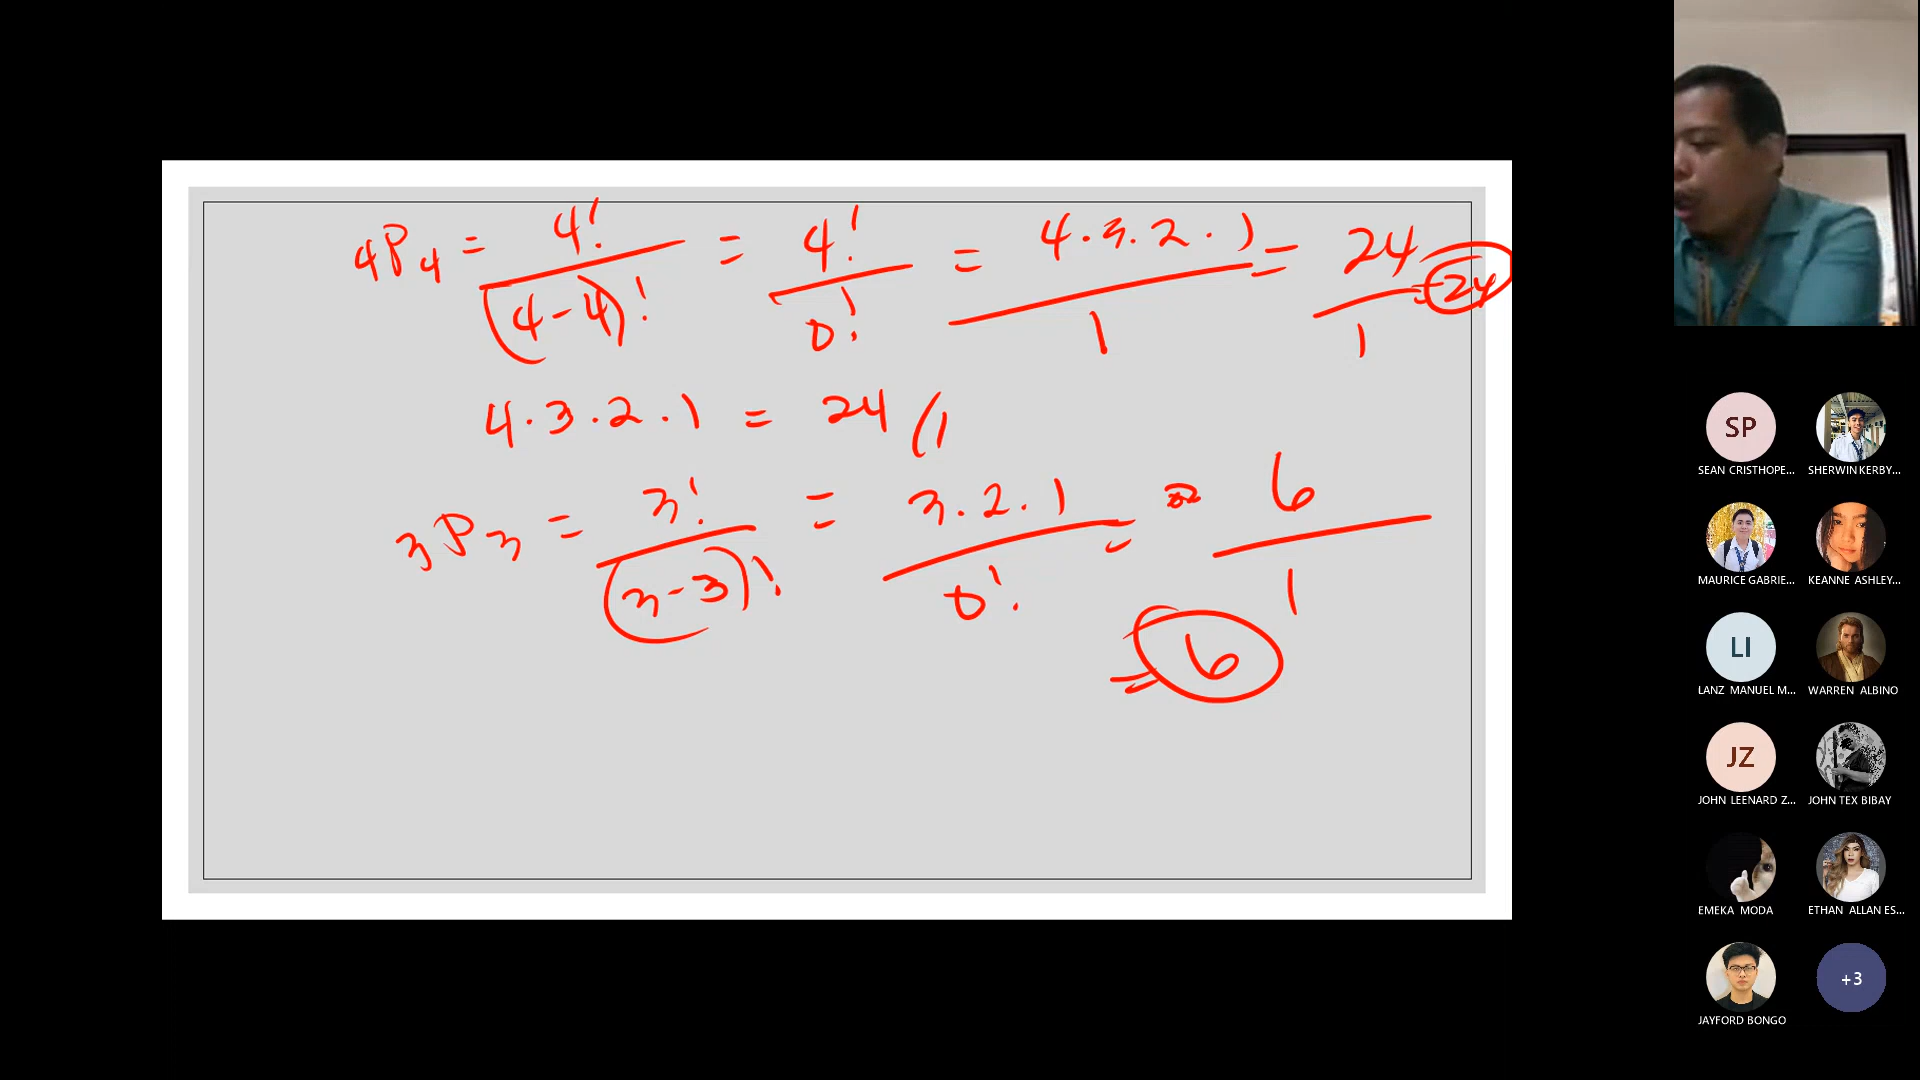 4P4 = 4!/(4-4)! = 4!/0! = 4.3.2.1/1 = 24/1 = 24
4.3.2.1 = 24 /1
3P3 = 3!/(3-3)! = 3.2.1/0! = 6/1
= 6
SP
SEAN CRISTHOPE...
SHERWIN KERBY...
MAURICE GABRIE...
KEANNE ASHLEY...
LI
LANZ MANUEL M...
WARREN ALBINO
JZ
JOHN LEENARD Z...
JOHN TEX BIBAY
EMEKA MODA
ETHAN ALLAN ES...
JAYFORD BONGO
+3